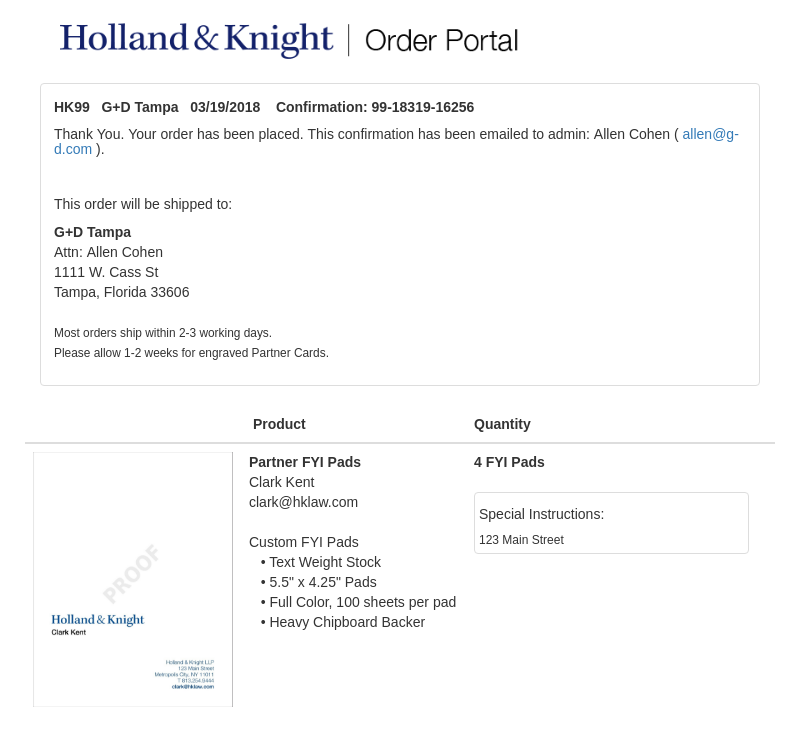 Holland & Knight | Order Portal
HK99 G+D Tampa 03/19/2018 Confirmation: 99-18319-16256
Thank You. Your order has been placed. This confirmation has been emailed to admin: Allen Cohen ( allen@g-
d.com ).
This order will be shipped to:
G+D Tampa
Attn: Allen Cohen
1111 W. Cass St
Tampa, Florida 33606
Most orders ship within 2-3 working days.
Please allow 1-2 weeks for engraved Partner Cards.
Product Quantity
PROOF
Holland & Knight
Clark Kent
Holland & Knight LLP
123 Main Street
Metropolis City, NY 11011
T 813.254.9444
clark@hklaw.com
Partner FYI Pads
Clark Kent
clark@hklaw.com
Custom FYI Pads
• Text Weight Stock
• 5.5" x 4.25" Pads
• Full Color, 100 sheets per pad
• Heavy Chipboard Backer
4 FYI Pads
Special Instructions:
123 Main Street